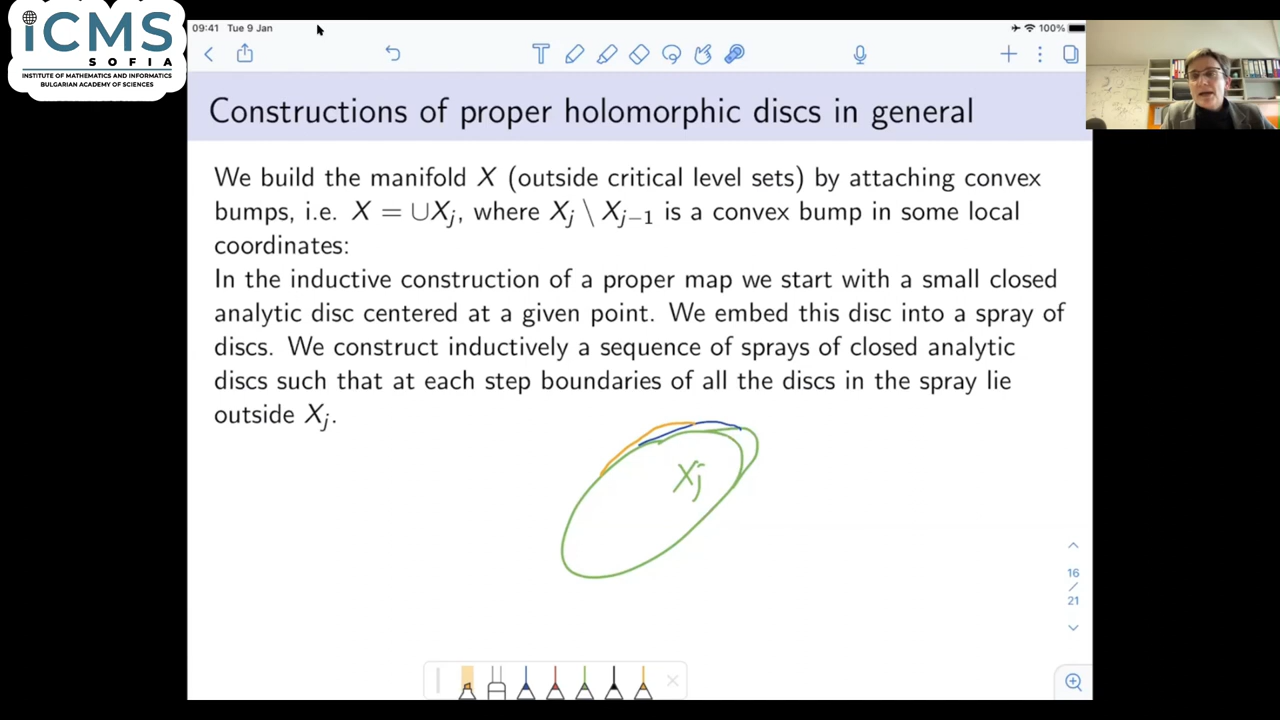 iCMS
SOFIA
INSTITUTE OF MATHEMATICS AND INFORMATICS
BULGARIAN ACADEMY OF SCIENCES
09:41 Tue 9 Jan
100%
Constructions of proper holomorphic discs in general
We build the manifold X (outside critical level sets) by attaching convex
bumps, i.e. X = ∪X_j, where X_j \ X_{j−1} is a convex bump in some local
coordinates:
In the inductive construction of a proper map we start with a small closed
analytic disc centered at a given point. We embed this disc into a spray of
discs. We construct inductively a sequence of sprays of closed analytic
discs such that at each step boundaries of all the discs in the spray lie
outside X_j.
X_j
16
/
21